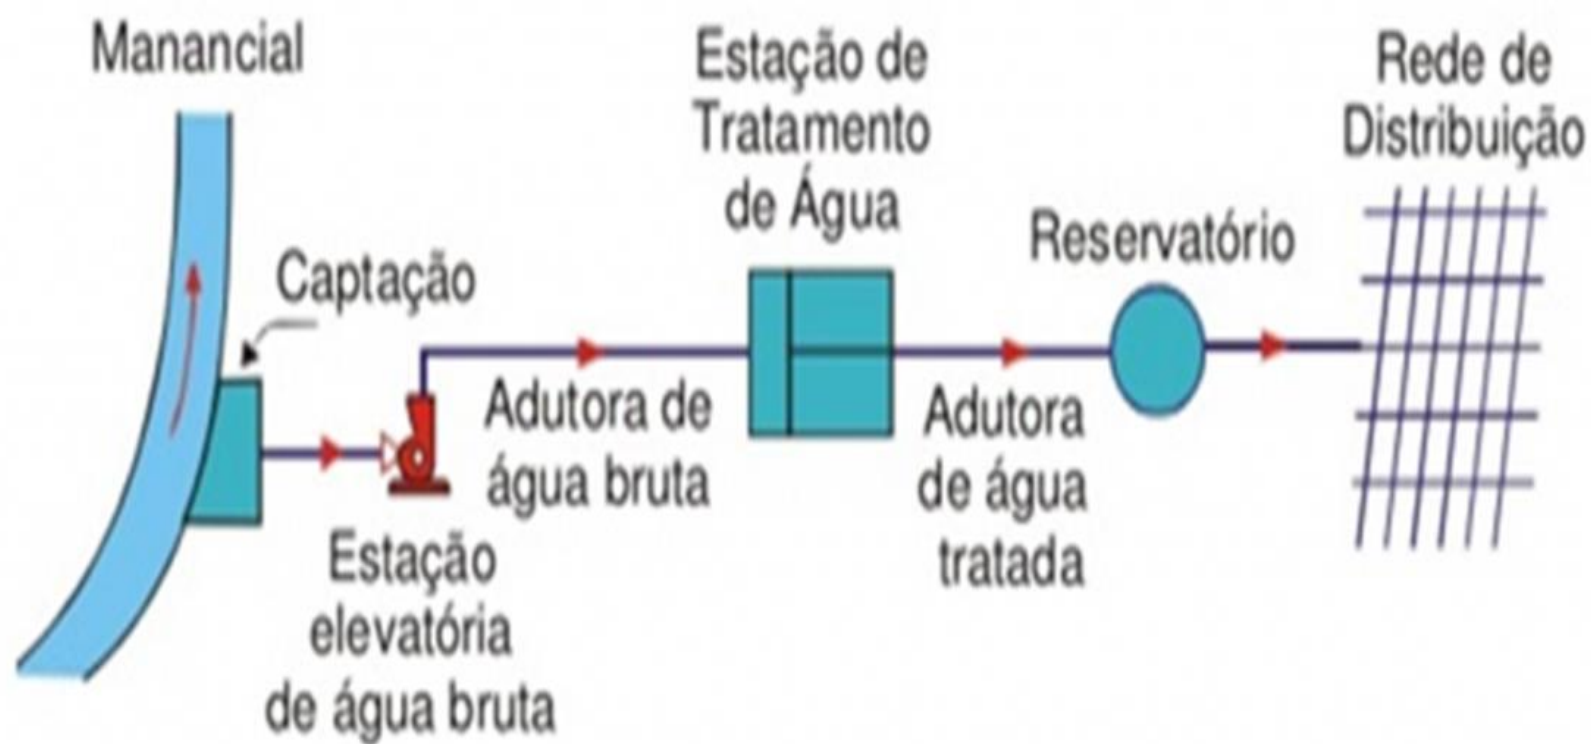 Manancial
Captação
Estação
elevatória
de água bruta
Adutora de
água bruta
Estação de
Tratamento
de Água
Adutora
de água
tratada
Reservatório
Rede de
Distribuição